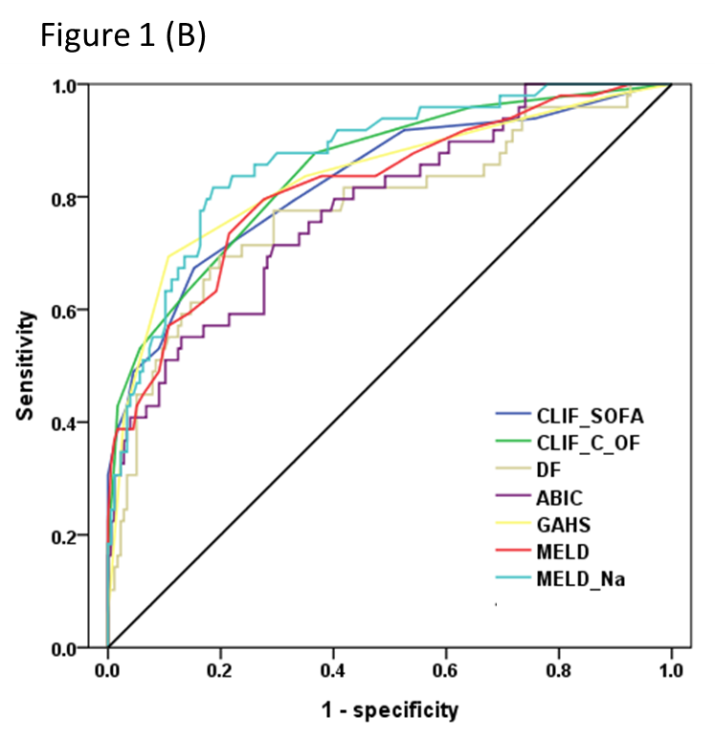 Figure 1 (B)
1.0
0.8
0.6
0.4
0.2
0.0
Sensitivity
CLIF_SOFA
CLIF_C_OF
DF
ABIC
GAHS
MELD
MELD_Na
0.0 0.2 0.4 0.6 0.8 1.0
1 - specificity